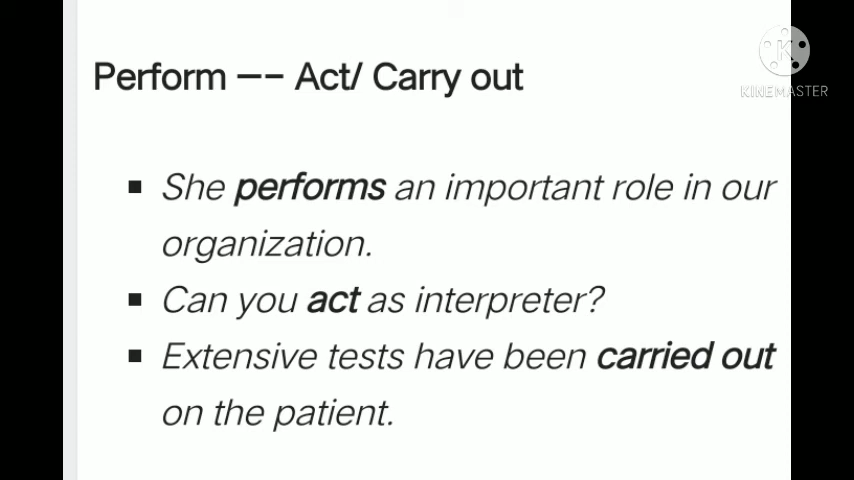 Perform –– Act/ Carry out
KINEMASTER
▪ She performs an important role in our
organization.
▪ Can you act as interpreter?
▪ Extensive tests have been carried out
on the patient.